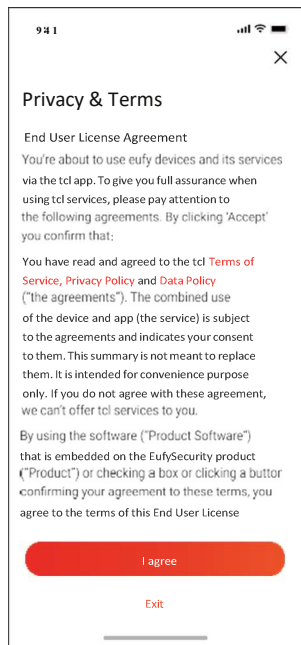 941
Privacy & Terms
End User License Agreement
You're about to use eufy devices and its services
via the tcl app. To give you full assurance when
using tcl services, please pay attention to
the following agreements. By clicking 'Accept'
you confirm that:
You have read and agreed to the tcl Terms of
Service, Privacy Policy and Data Policy
("the agreements"). The combined use
of the device and app (the service) is subject
to the agreements and indicates your consent
to them. This summary is not meant to replace
them. It is intended for convenience purpose
only. If you do not agree with these agreement,
we can't offer tcl services to you.
By using the software ("Product Software")
that is embedded on the EufySecurity product
("Product") or checking a box or clicking a buttor
confirming your agreement to these terms, you
agree to the terms of this End User License
I agree
Exit